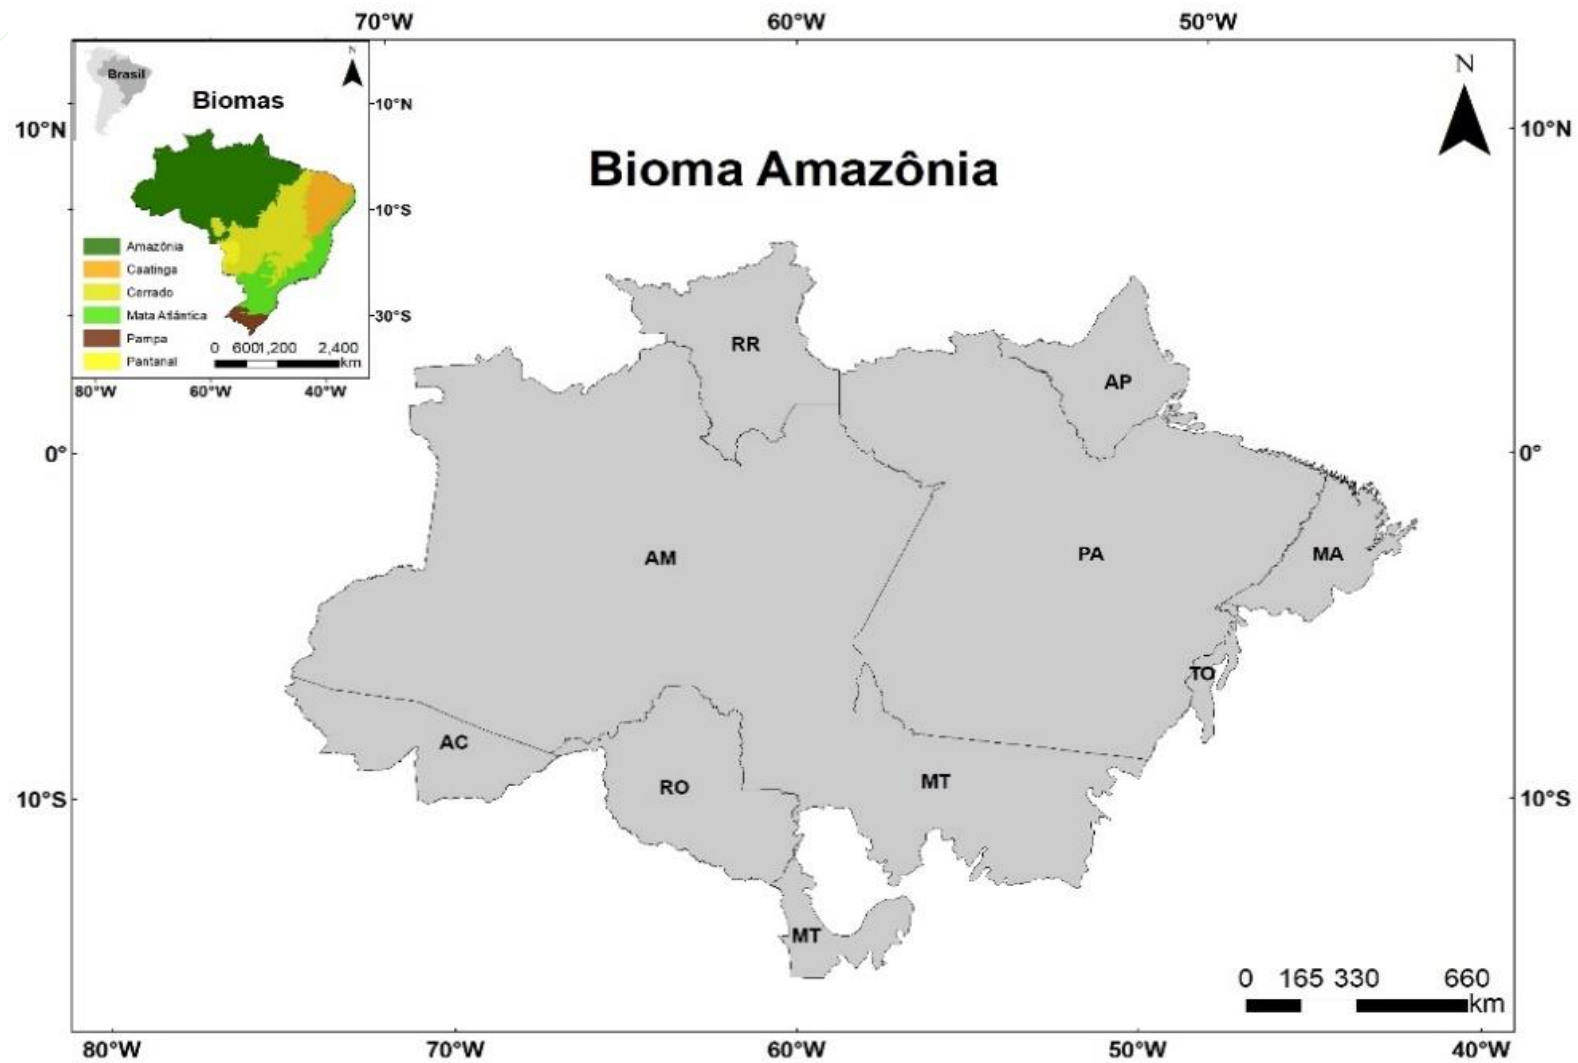 70°W 60°W 50°W
N
Brasil
Biomas
10°N
10°S
30°S
Amazônia
Caatinga
Cerrado
Mata Atlântica
Pampa
Pantanal
0 6001,200 2,400
km
80°W 60°W 40°W
N
10°N 10°N
Bioma Amazônia
RR
AP
0° 0°
AM
PA
MA
TO
AC
RO
MT
10°S 10°S
MT
0 165 330 660
km
80°W 70°W 60°W 50°W 40°W